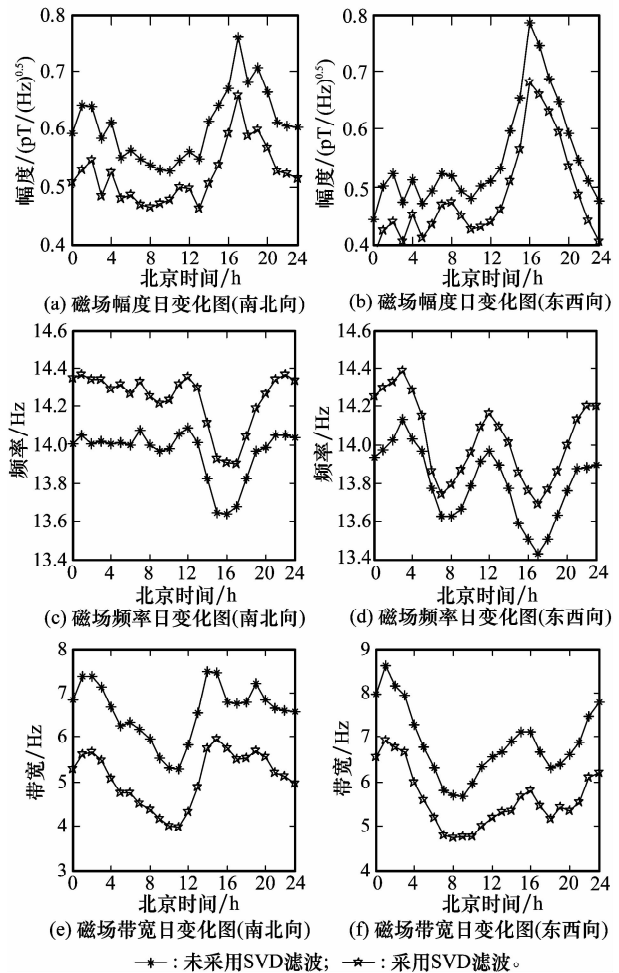 0.8
0.7
0.6
0.5
0.4
幅度/(pT/(Hz)^0.5)
0 4 8 12 16 20 24
北京时间/h
(a) 磁场幅度日变化图(南北向)
0.8
0.7
0.6
0.5
0.4
幅度/(pT/(Hz)^0.5)
0 4 8 12 16 20 24
北京时间/h
(b) 磁场幅度口变化图(东西向)
14.6
14.4
14.2
14.0
13.8
13.6
13.4
频率/Hz
0 4 8 12 16 20 24
北京时间/h
(c) 磁场频率日变化图(南北向)
14.6
14.4
14.2
14.0
13.8
13.6
13.4
频率/Hz
0 4 8 12 16 20 24
北京时间/h
(d) 磁场频率日变化图(东西向)
8
7
6
5
4
3
带宽/Hz
0 4 8 12 16 20 24
北京时间/h
(e) 磁场带宽日变化图(南北向)
9
8
7
6
5
4
带宽/Hz
0 4 8 12 16 20 24
北京时间/h
(f) 磁场带宽日变化图(东西向)
: 未采用SVD滤波; : 采用SVD滤波。